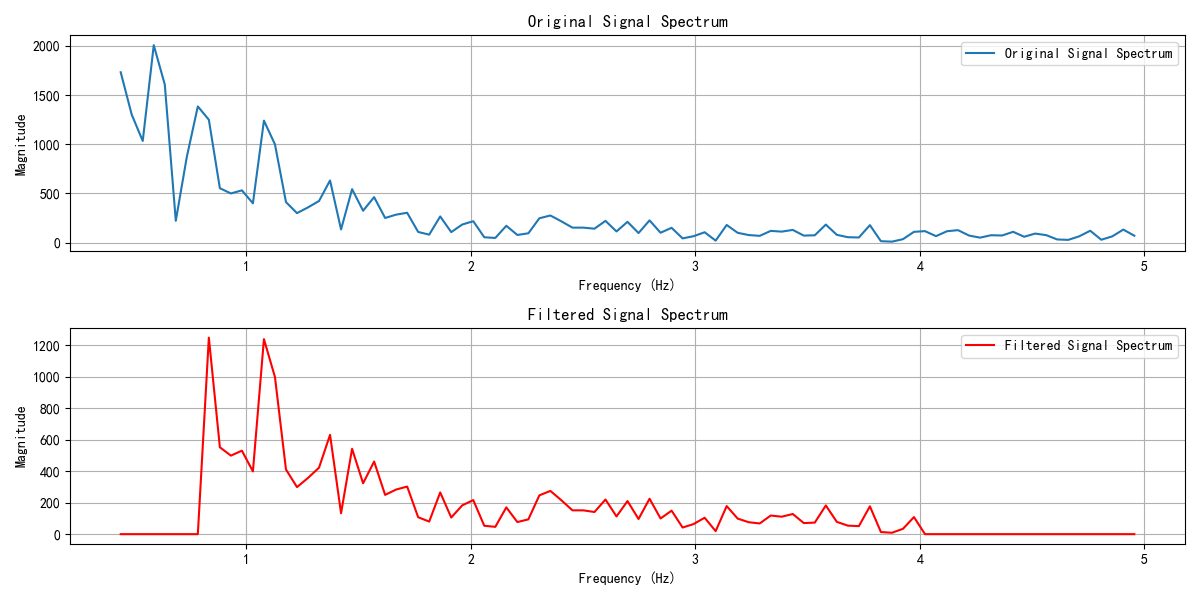 Original Signal Spectrum
2000
1500
1000
500
0
Magnitude
Original Signal Spectrum
1 2 3 4 5
Frequency (Hz)
Filtered Signal Spectrum
1200
1000
800
600
400
200
0
Magnitude
Filtered Signal Spectrum
1 2 3 4 5
Frequency (Hz)